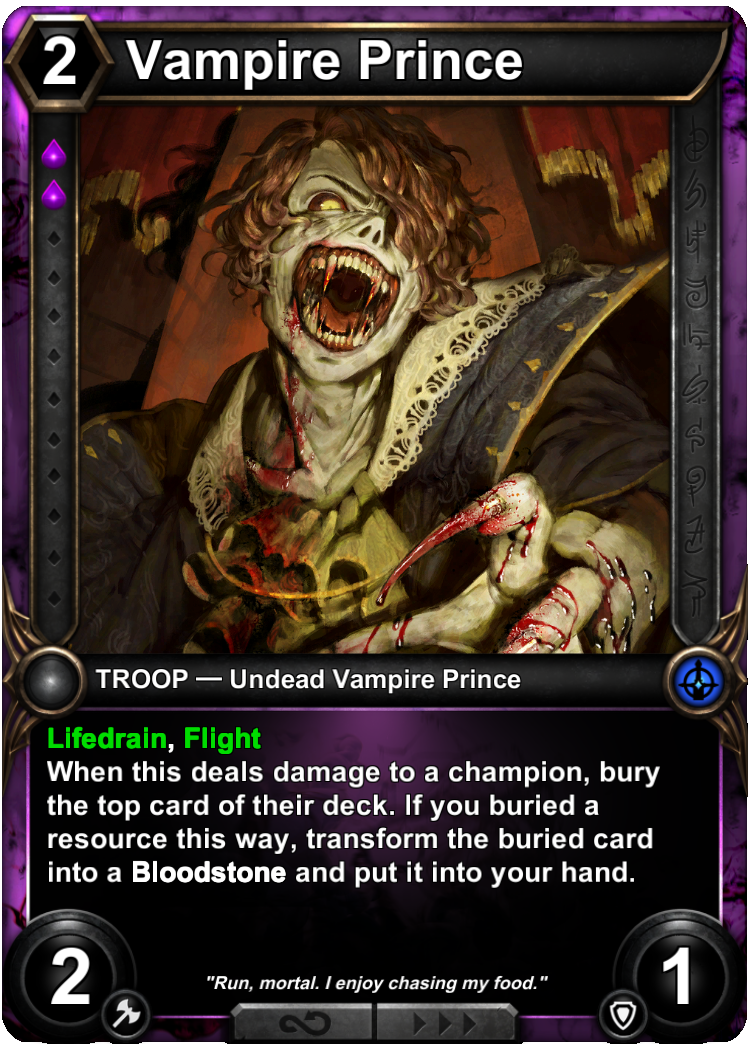 2 Vampire Prince
TROOP — Undead Vampire Prince
Lifedrain, Flight
When this deals damage to a champion, bury
the top card of their deck. If you buried a
resource this way, transform the buried card
into a Bloodstone and put it into your hand.
"Run, mortal. I enjoy chasing my food."
2 1